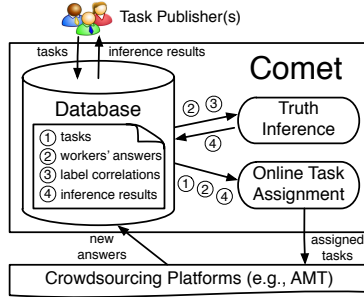 Task Publisher(s)
tasks
inference results
Comet
Database
① tasks
② workers' answers
③ label correlations
④ inference results
② ③
④
Truth
Inference
① ② ④
Online Task
Assignment
new
answers
assigned
tasks
Crowdsourcing Platforms (e.g., AMT)